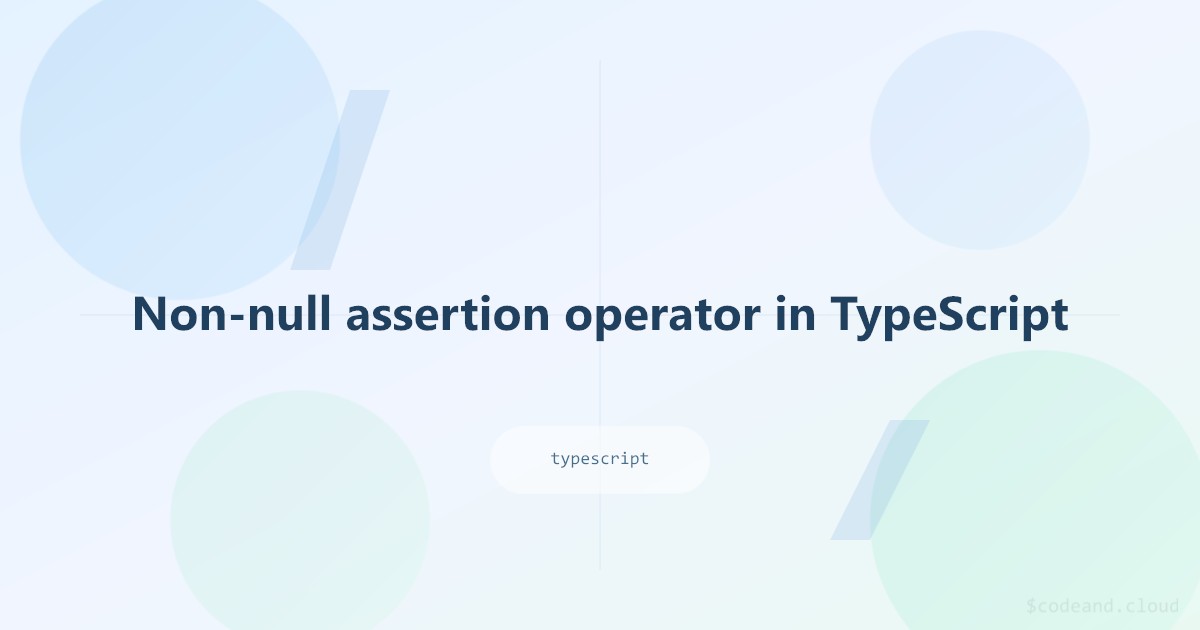 Non-null assertion operator in TypeScript
typescript
$codeand.cloud